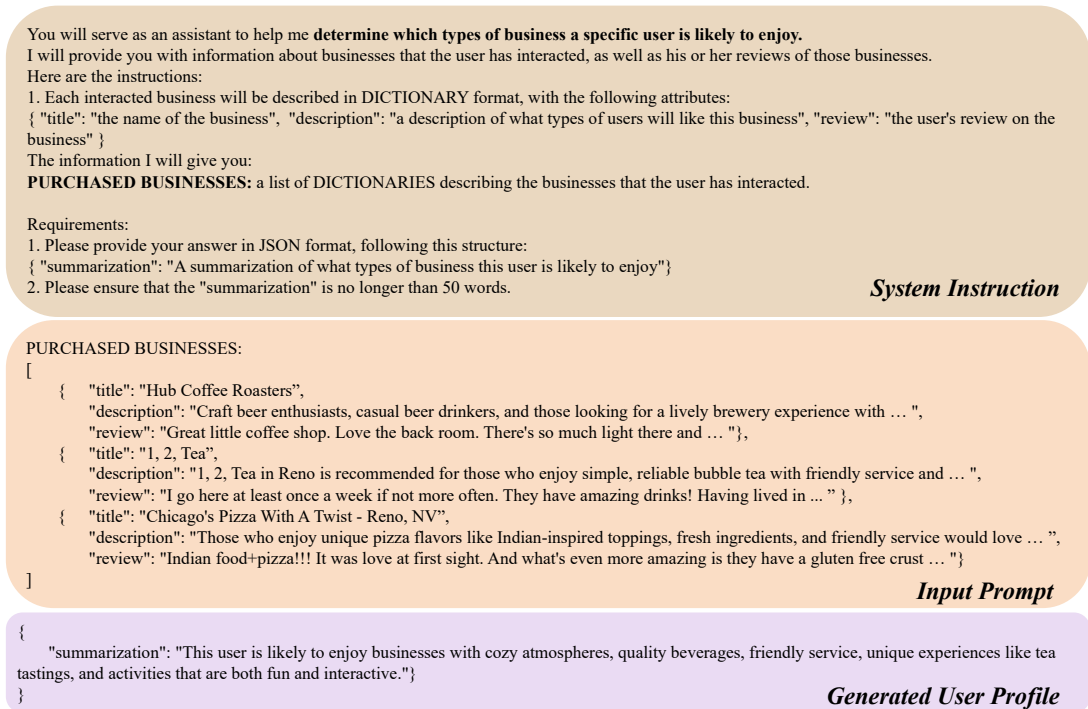 You will serve as an assistant to help me determine which types of business a specific user is likely to enjoy.
I will provide you with information about businesses that the user has interacted, as well as his or her reviews of those businesses.
Here are the instructions:
1. Each interacted business will be described in DICTIONARY format, with the following attributes:
{ "title": "the name of the business", "description": "a description of what types of users will like this business", "review": "the user's review on the
business" }
The information I will give you:
PURCHASED BUSINESSES: a list of DICTIONARIES describing the businesses that the user has interacted.
Requirements:
1. Please provide your answer in JSON format, following this structure:
{ "summarization": "A summarization of what types of business this user is likely to enjoy"}
2. Please ensure that the "summarization" is no longer than 50 words.
System Instruction
PURCHASED BUSINESSES:
[
{ "title": "Hub Coffee Roasters”,
"description": "Craft beer enthusiasts, casual beer drinkers, and those looking for a lively brewery experience with … ",
"review": "Great little coffee shop. Love the back room. There's so much light there and … "},
{ "title": "1, 2, Tea”,
"description": "1, 2, Tea in Reno is recommended for those who enjoy simple, reliable bubble tea with friendly service and … ",
"review": "I go here at least once a week if not more often. They have amazing drinks! Having lived in ... ” },
{ "title": "Chicago's Pizza With A Twist - Reno, NV”,
"description": "Those who enjoy unique pizza flavors like Indian-inspired toppings, fresh ingredients, and friendly service would love … ”,
"review": "Indian food+pizza!!! It was love at first sight. And what's even more amazing is they have a gluten free crust … "}
]
Input Prompt
{
"summarization": "This user is likely to enjoy businesses with cozy atmospheres, quality beverages, friendly service, unique experiences like tea
tastings, and activities that are both fun and interactive."}
}
Generated User Profile